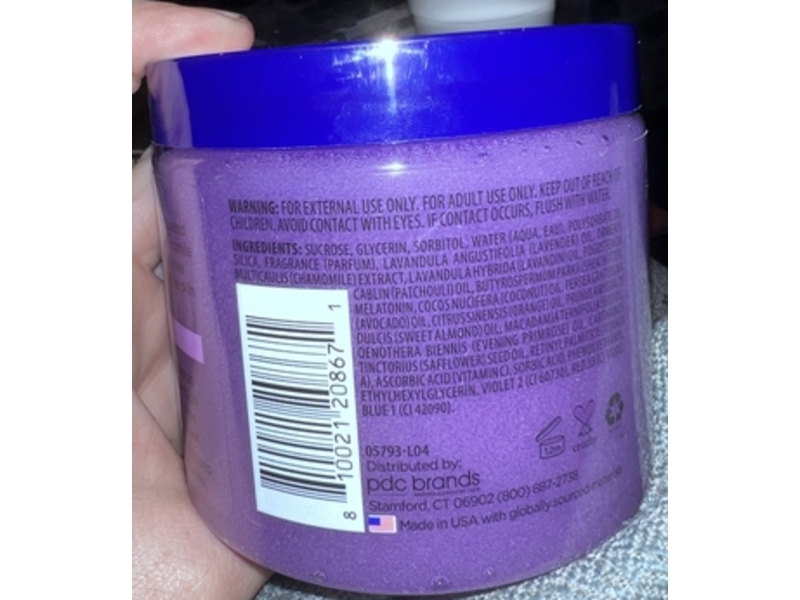 WARNING: FOR EXTERNAL USE ONLY. FOR ADULT USE ONLY. KEEP OUT OF REACH OF
CHILDREN. AVOID CONTACT WITH EYES. IF CONTACT OCCURS, FLUSH WITH WATER.
INGREDIENTS: SUCROSE, GLYCERIN, SORBITOL, WATER (AQUA, EAU), POLYSORBATE 20,
SILICA, FRAGRANCE (PARFUM), LAVANDULA ANGUSTIFOLIA (LAVENDER) OIL,
MULTICAULIS (CHAMOMILE) EXTRACT, LAVANDULA HYBRIDA (LAVANDIN) OIL,
CABLIN (PATCHOULI) OIL, BUTYROSPERMUM PARKII
MELATONIN, COCOS NUCIFERA (COCONUT) OIL, PERSEA
(AVOCADO) OIL, CITRUS SINENSIS (ORANGE) OIL,
DULCIS (SWEET ALMOND) OIL, MACADAMIA
OENOTHERA BIENNIS (EVENING PRIMROSE) OIL,
TINCTORIUS (SAFFLOWER) SEED OIL, RETINYL PALMITATE
A), ASCORBIC ACID (VITAMIN C), SORBIC ACID,
ETHYLHEXYLGLYCERIN, VIOLET 2 (CI 60730), RED
BLUE 1 (CI 42090).
8 10021 20867 1
05793-L04
Distributed by:
pdc brands
Stamford, CT 06902 (800) 887-2738
Made in USA with globally sourced materials
12M
cruelty